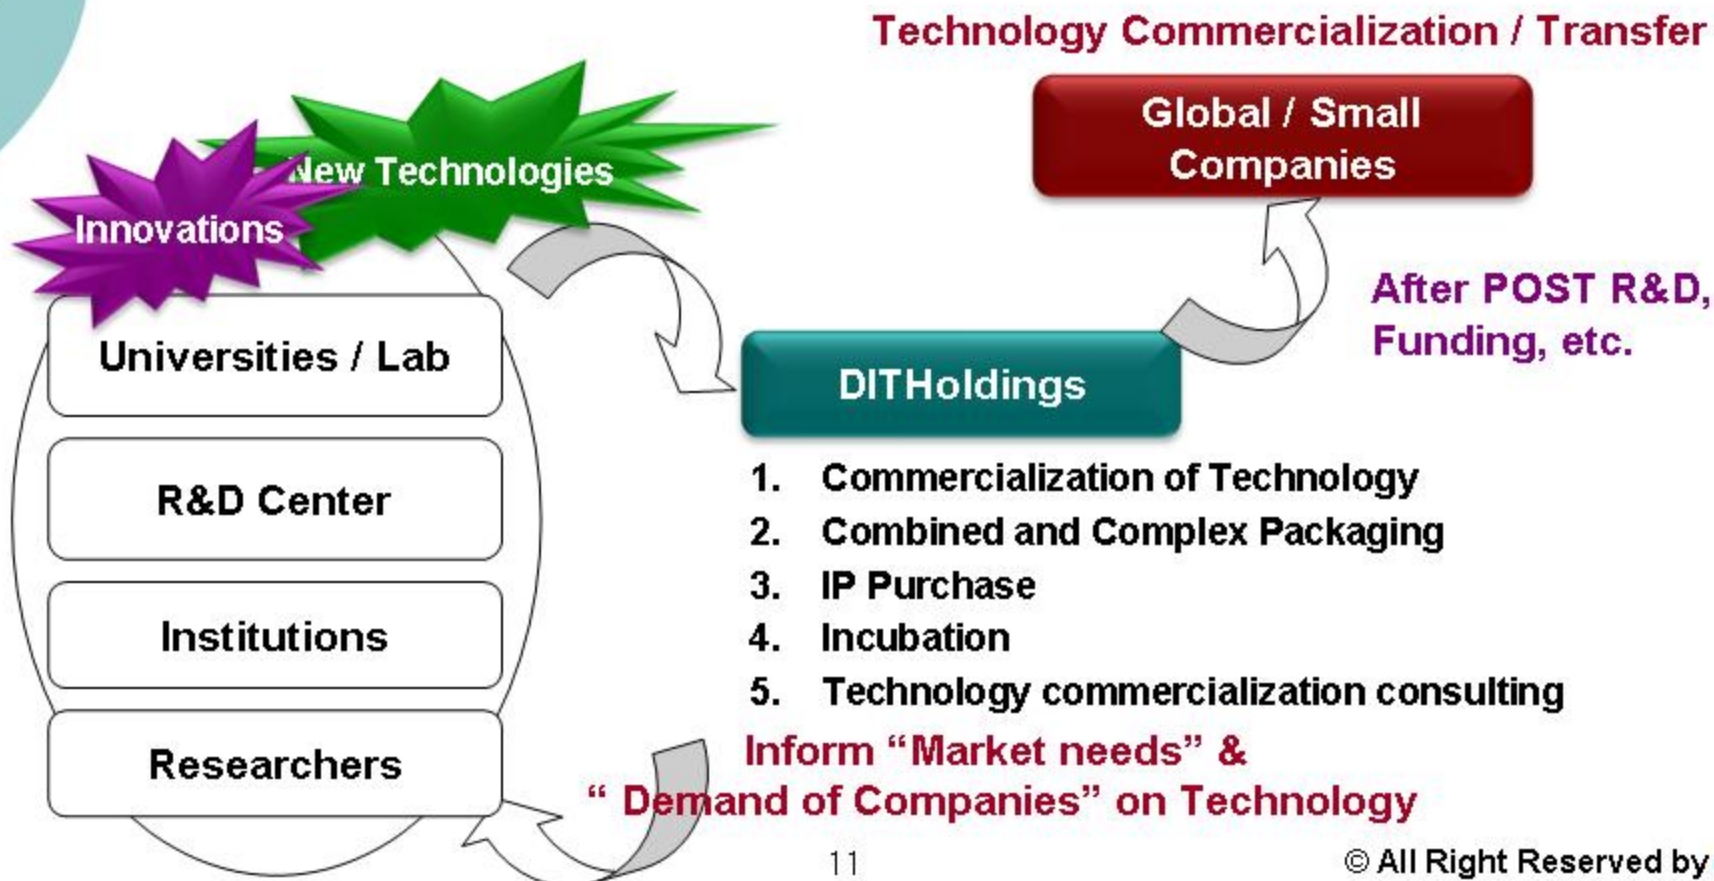 Technology Commercialization / Transfer
Global / Small
Companies
New Technologies
Innovations
After POST R&D,
Funding, etc.
Universities / Lab
R&D Center
Institutions
Researchers
DITHoldings
1. Commercialization of Technology
2. Combined and Complex Packaging
3. IP Purchase
4. Incubation
5. Technology commercialization consulting
Inform “Market needs” &
“ Demand of Companies” on Technology
11
© All Right Reserved by